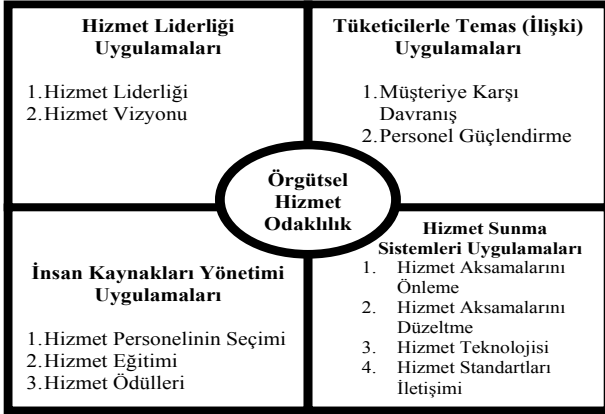 Hizmet Liderliği
Uygulamaları
1.Hizmet Liderliği
2.Hizmet Vizyonu
Tüketicilerle Temas (İlişki)
Uygulamaları
1.Müşteriye Karşı
Davranış
2.Personel Güçlendirme
Örgütsel
Hizmet
Odaklılık
İnsan Kaynakları Yönetimi
Uygulamaları
1.Hizmet Personelinin Seçimi
2.Hizmet Eğitimi
3.Hizmet Ödülleri
Hizmet Sunma
Sistemleri Uygulamaları
1. Hizmet Aksamalarını
Önleme
2. Hizmet Aksamalarını
Düzeltme
3. Hizmet Teknolojisi
4. Hizmet Standartları
İletişimi